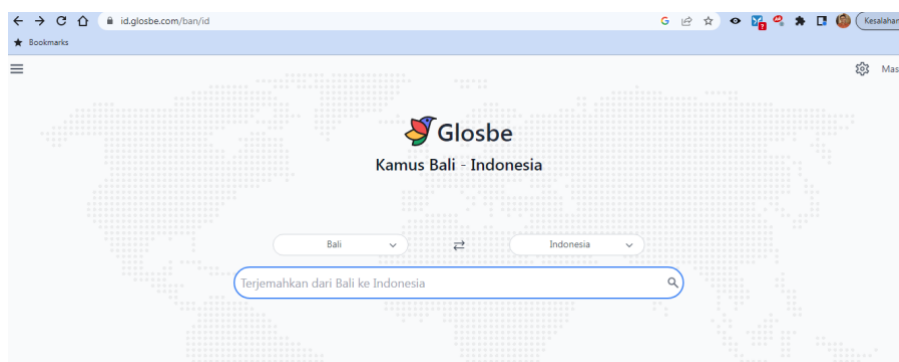 id.glosbe.com/ban/id
Kesalahan
Bookmarks
Mas
Glosbe
Kamus Bali - Indonesia
Bali
Indonesia
Terjemahkan dari Bali ke Indonesia